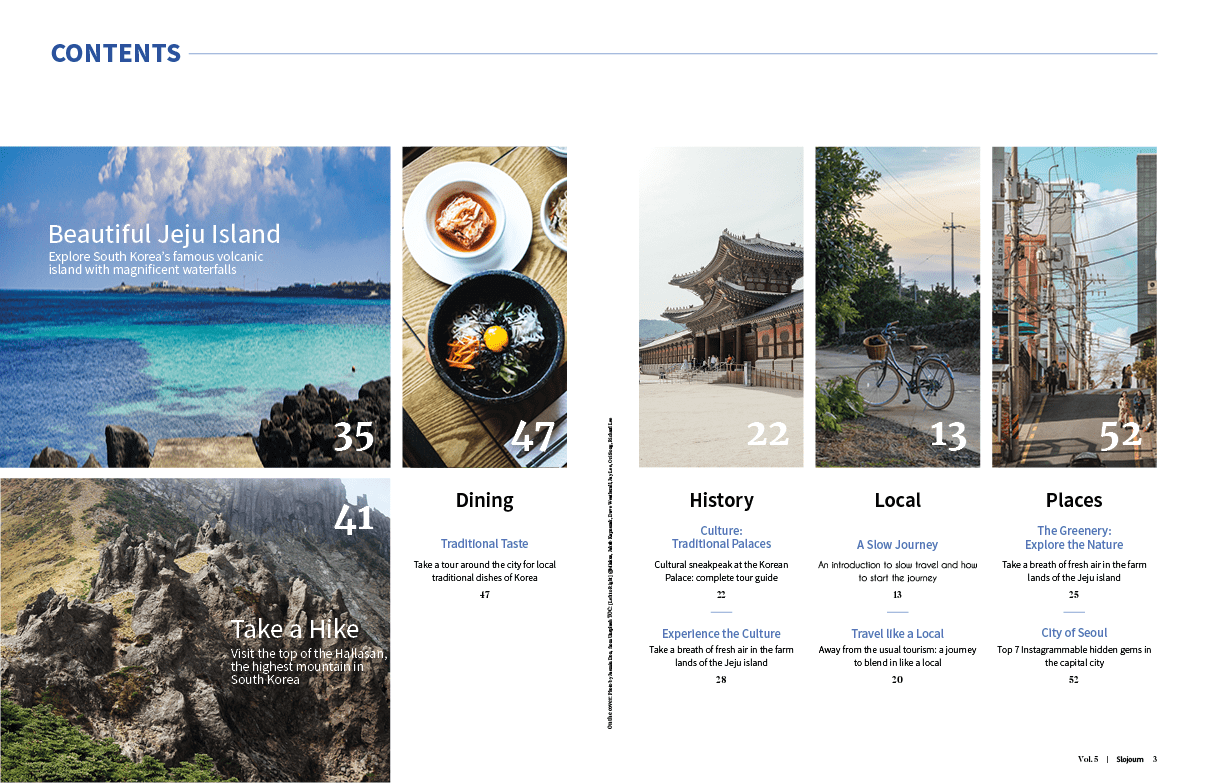 CONTENTS
Beautiful Jeju Island
Explore South Korea's famous volcanic
island with magnificent waterfalls
35
41
Take a Hike
Visit the top of the Hallasan,
the highest mountain in
South Korea
47
Dining
Traditional Taste
Take a tour around the city for local
traditional dishes of Korea
47
On the cover: Photo by
22
History
Culture:
Traditional Palaces
Cultural sneakpeak at the Korean
Palace: complete tour guide
22
Experience the Culture
Take a breath of fresh air in the farm
lands of the Jeju island
28
13
Local
A Slow Journey
An introduction to slow travel and how
to start the journey
13
Travel like a Local
Away from the usual tourism: a journey
to blend in like a local
20
52
Places
The Greenery:
Explore the Nature
Take a breath of fresh air in the farm
lands of the Jeju island
25
City of Seoul
Top 7 Instagrammable hidden gems in
the capital city
52
Vol. 5 | Slojourn 3